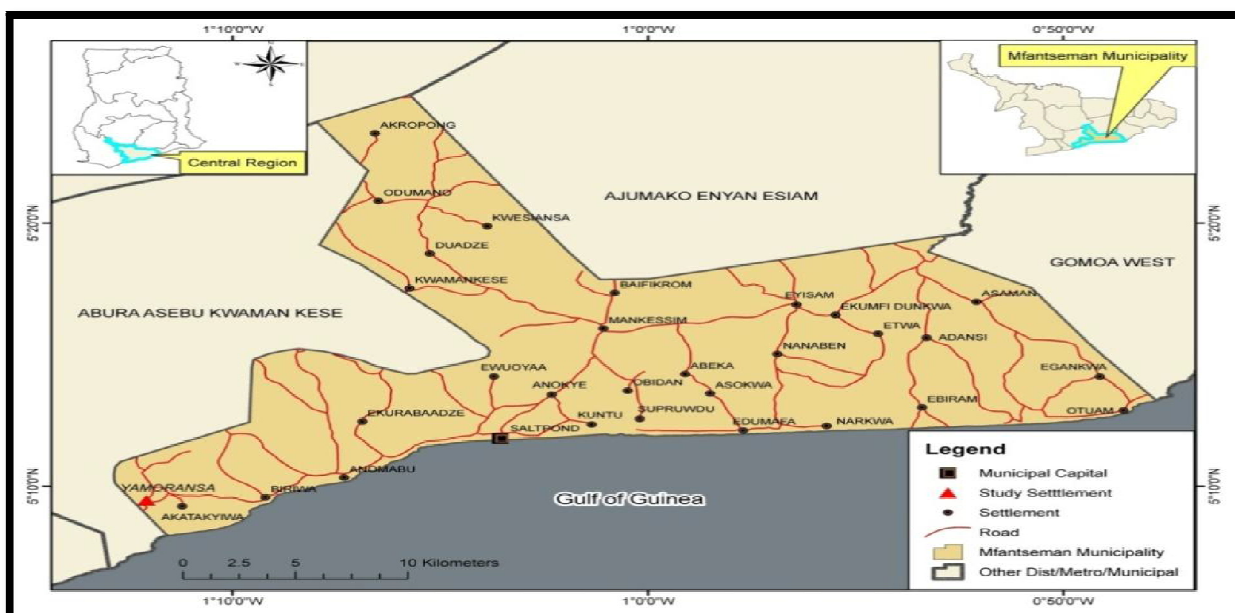 1°10'0"W
1°0'0"W
0°50'0"W
Mfantseman Municipality
Central Region
AKROPONG
ODUMANO
KWESIANSA
DUADZE
KWAMANKESE
AJUMAKO ENYAN ESIAM
5°20'0"N
5°20'0"N
GOMOA WEST
BAIFIKROM
EYISAM
ASAMAN
EKUMFI DUNKWA
ABURA ASEBU KWAMAN KESE
MANKESSIM
ETWA
ADANSI
NANABEN
EWUOYAA
ABEKA
EGANKWA
ANOKYE
OBIDAN
ASOKWA
EKURABAADZE
KUNTU
SUPRUWDU
EBIRAM
OTUAM
SALTPOND
EDUMAFA
NARKWA
ANDMABU
YAMORANSA
BIRIWA
AKATAKYIWA
5°10'0"N
5°10'0"N
Gulf of Guinea
0 2.5 5 10 Kilometers
Legend
Municipal Capital
Study Setttlement
Settlement
Road
Mfantseman Municipality
Other Dist/Metro/Municipal
1°10'0"W
1°0'0"W
0°50'0"W